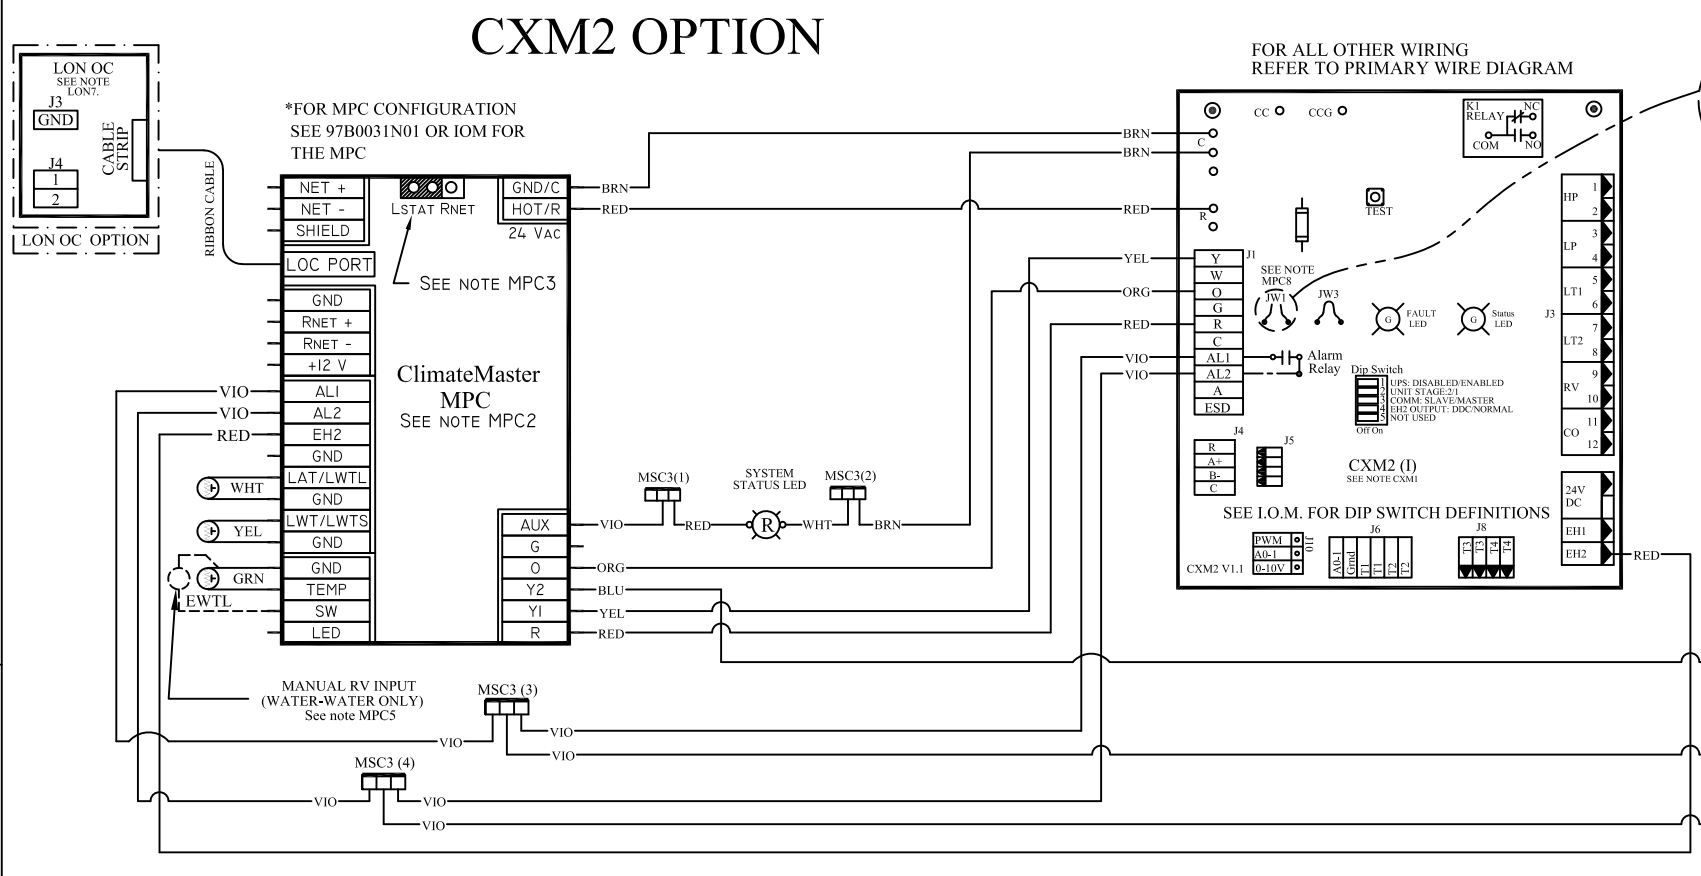 CXM2 OPTION
FOR ALL OTHER WIRING
REFER TO PRIMARY WIRE DIAGRAM
LON OC
SEE NOTE
LON7.
J3
GND
J4
1
2
CABLE
STRIP
LON OC OPTION
RIBBON CABLE
*FOR MPC CONFIGURATION
SEE 97B0031N01 OR IOM FOR
THE MPC
NET +
NET -
SHIELD
LOC PORT
GND
RNET +
RNET -
+12 V
AL1
AL2
EH2
GND
LAT/LWTL
GND
LWT/LWTS
GND
GND
TEMP
SW
LED
LSTAT RNET
SEE NOTE MPC3
GND/C
HOT/R
24 VAC
ClimateMaster
MPC
SEE NOTE MPC2
AUX
G
O
Y2
Y1
R
VIO
VIO
RED
WHT
YEL
GRN
EWTL
MANUAL RV INPUT
(WATER-WATER ONLY)
See note MPC5
BRN
RED
VIO
RED
WHT
BRN
MSC3(1)
SYSTEM
STATUS LED
R
MSC3(2)
ORG
BLU
YEL
RED
MSC3 (3)
VIO
VIO
VIO
MSC3 (4)
VIO
VIO
VIO
BRN
BRN
RED
YEL
ORG
RED
VIO
VIO
C
R
CC
CCG
K1
RELAY
NC
COM
NO
TEST
J1
Y
W
O
G
R
C
AL1
AL2
A
ESD
SEE NOTE
MPC8
JW1
JW3
G
FAULT
LED
G
Status
LED
Alarm
Relay
Dip Switch
1 UPS: DISABLED/ENABLED
2 UNIT STAGE:2/1
3 COMM: SLAVE/MASTER
4 EH2 OUTPUT: DDC/NORMAL
5 NOT USED
Off On
J4
R
A+
B-
C
J5
CXM2 (I)
SEE NOTE CXM1
SEE I.O.M. FOR DIP SWITCH DEFINITIONS
CXM2 V1.1
PWM
A0-1
0-10V
J10
J6
A0-1
Grnd
T1
T1
T2
T2
J8
T3
T3
T4
T4
J3
HP
1
2
LP
3
4
LT1
5
6
LT2
7
8
RV
9
10
CO
11
12
24V
DC
EH1
EH2
RED